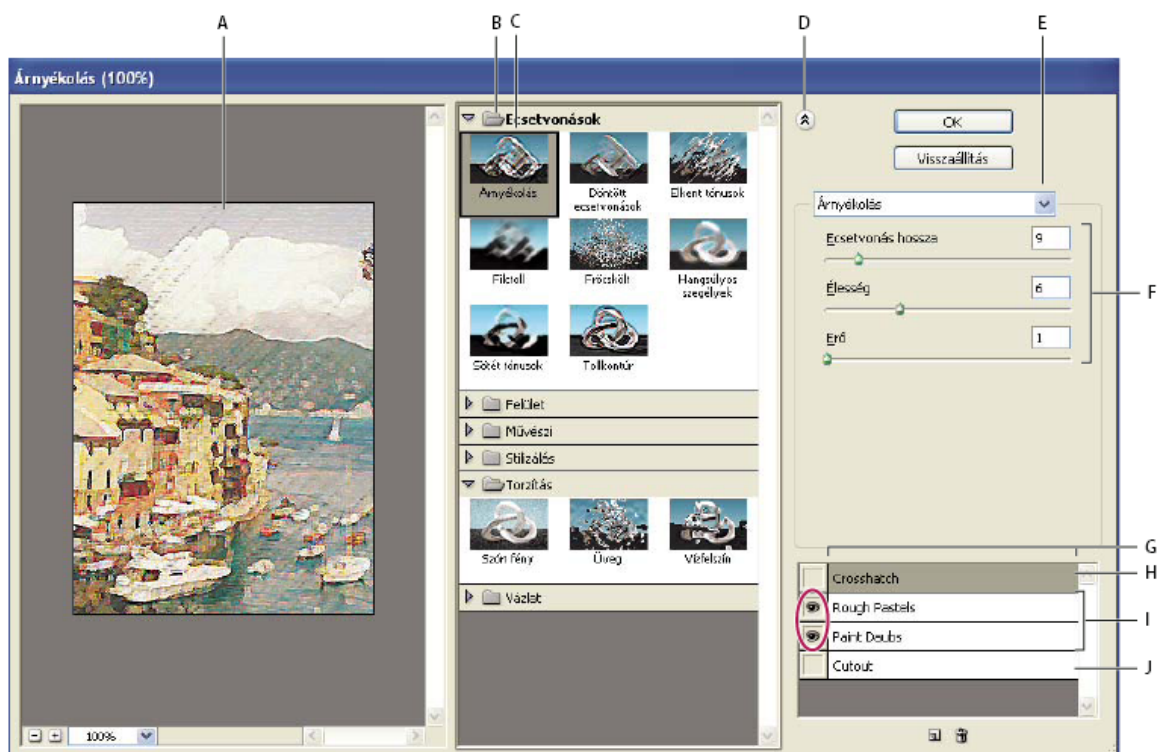 A
B
C
D
E
Árnyékolás (100%)
Ecsetvonások
Árnyékolás
Döntött ecsetvonások
Elkent tónusok
Filctoll
Fröcskölt
Hangsúlyos szegélyek
Sötét tónusok
Tollkontúr
Felület
Művészi
Stilizálás
Torzítás
Szórt fény
Üveg
Vízfelszín
Vázlat
100%
OK
Visszaállítás
Árnyékolás
Ecsetvonás hossza
9
Élesség
6
Erő
1
F
G
Crosshatch
H
Rough Pastels
I
Paint Daubs
Cutout
J